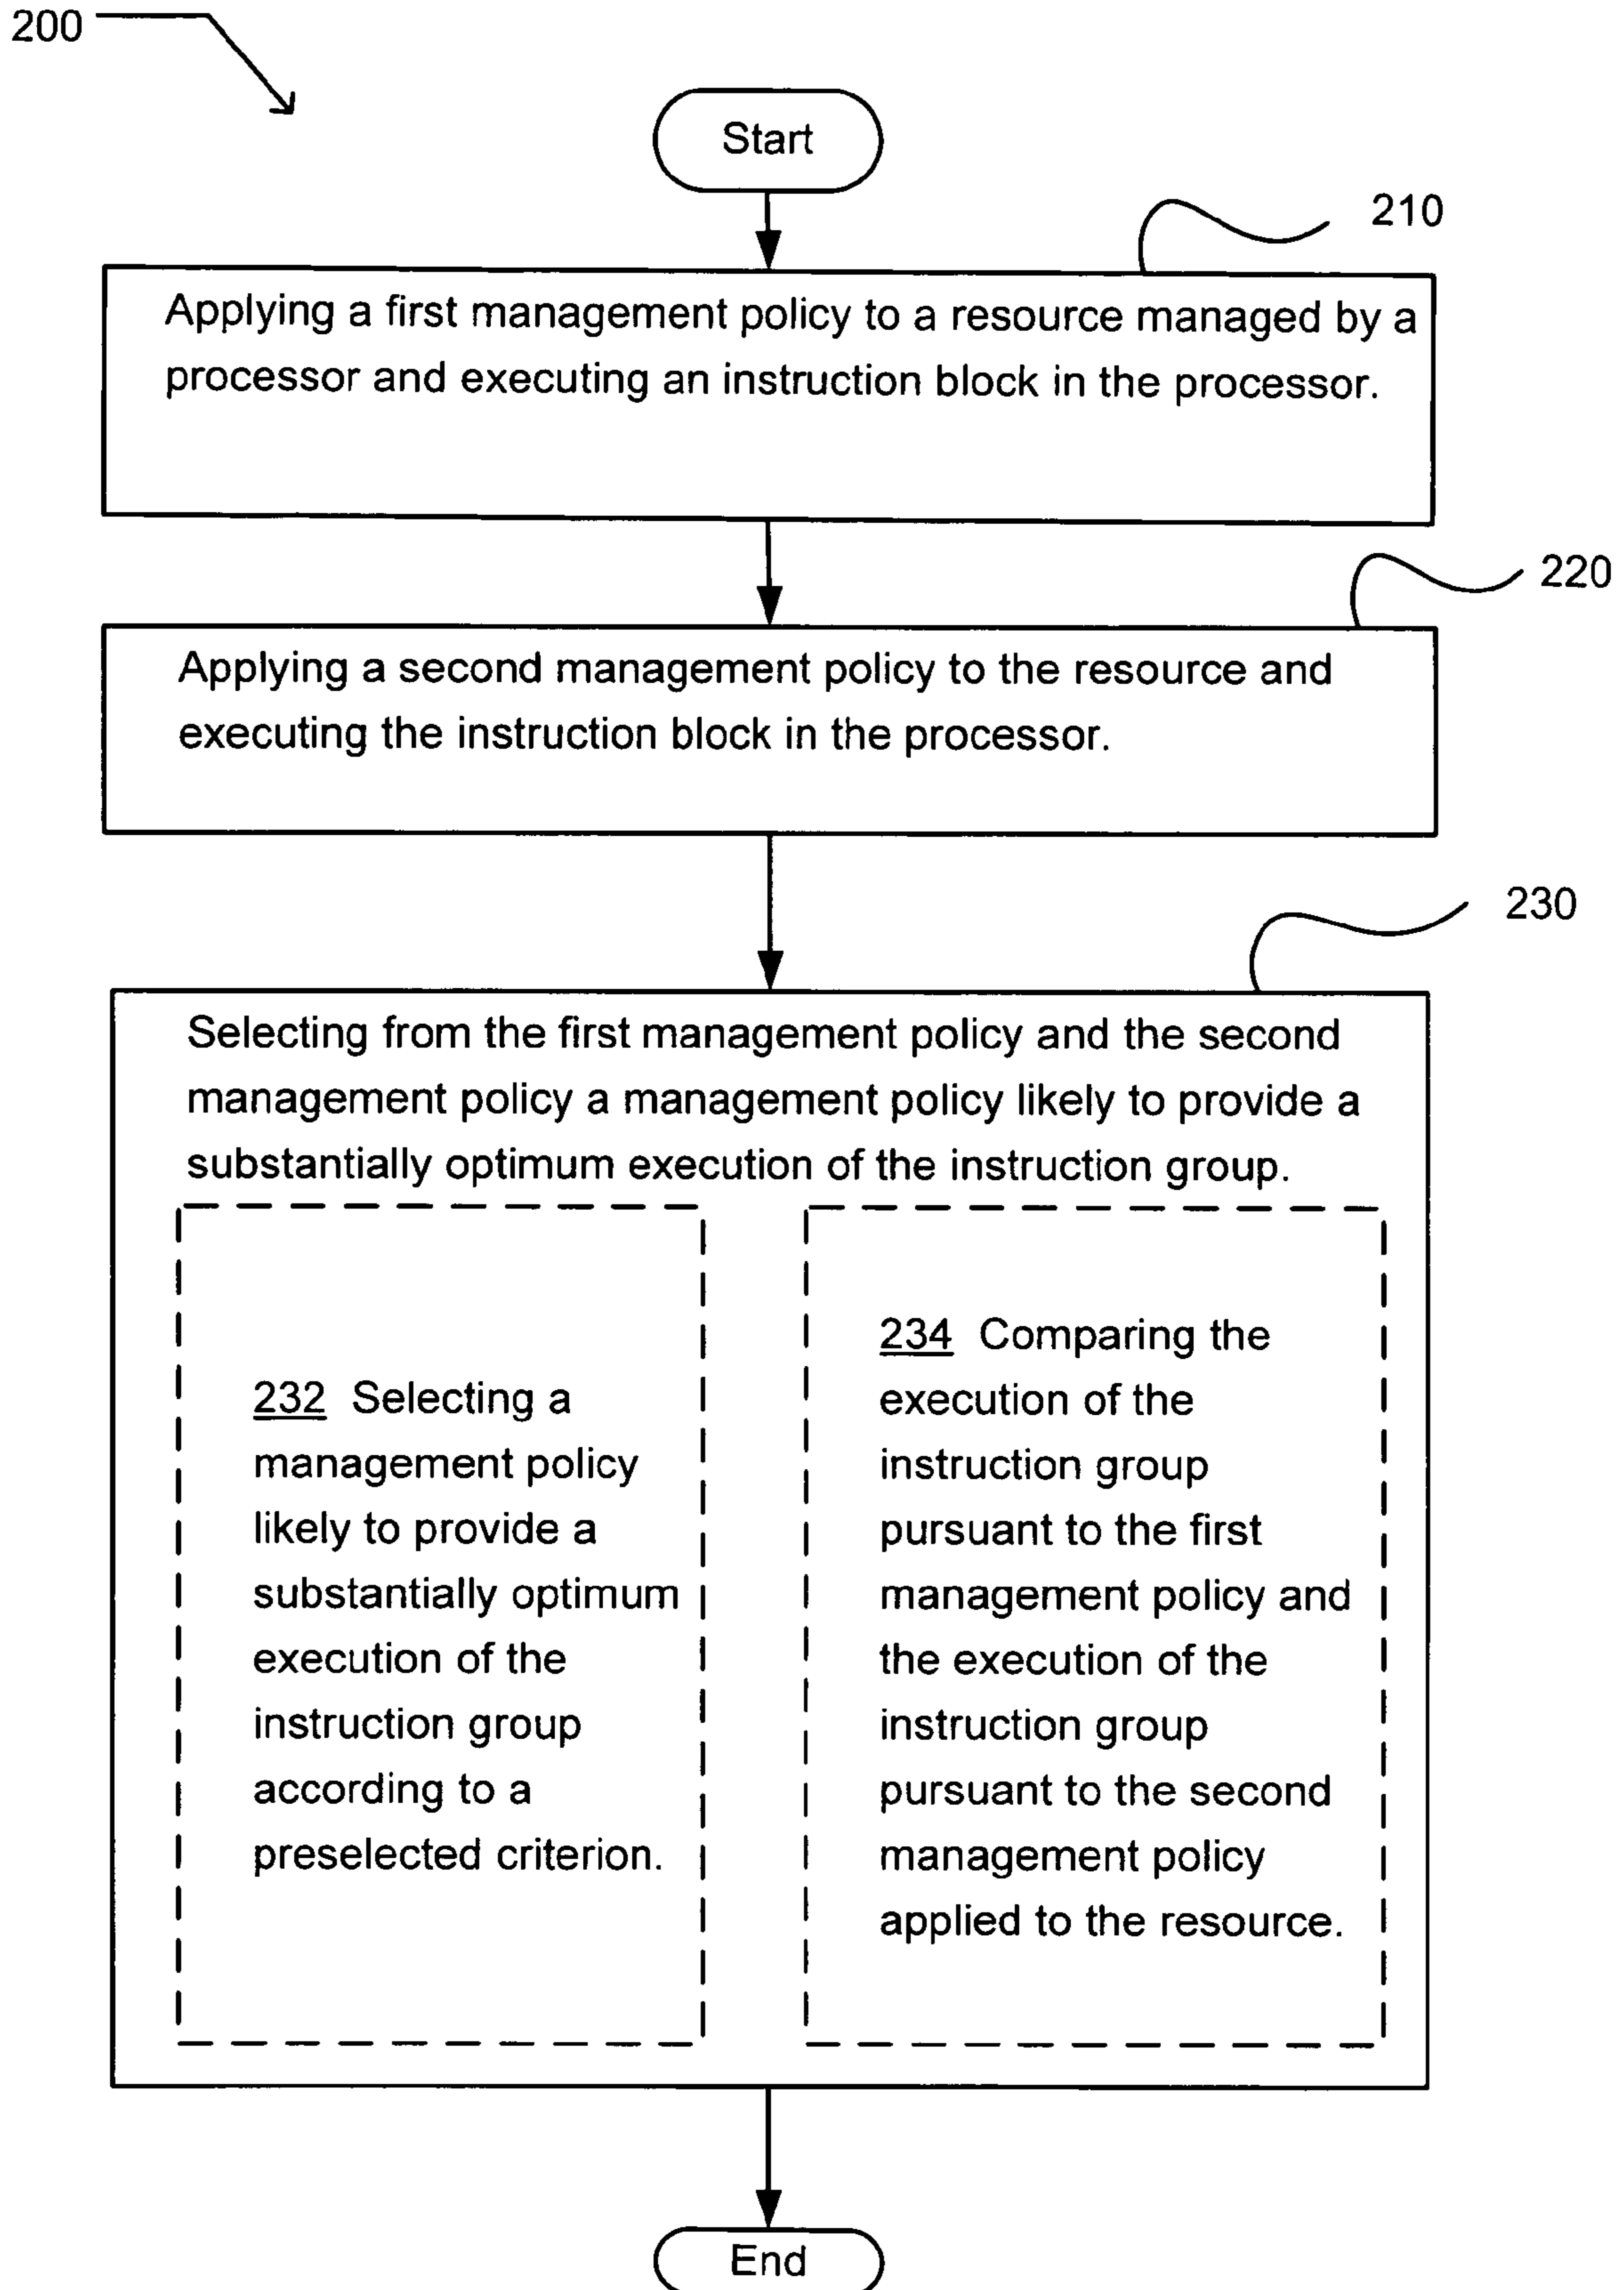 200
Start
210
Applying a first management policy to a resource managed by a
processor and executing an instruction block in the processor.
220
Applying a second management policy to the resource and
executing the instruction block in the processor.
230
Selecting from the first management policy and the second
management policy a management policy likely to provide a
substantially optimum execution of the instruction group.
232 Selecting a
management policy
likely to provide a
substantially optimum
execution of the
instruction group
according to a
preselected criterion.
234 Comparing the
execution of the
instruction group
pursuant to the first
management policy and
the execution of the
instruction group
pursuant to the second
management policy
applied to the resource.
End